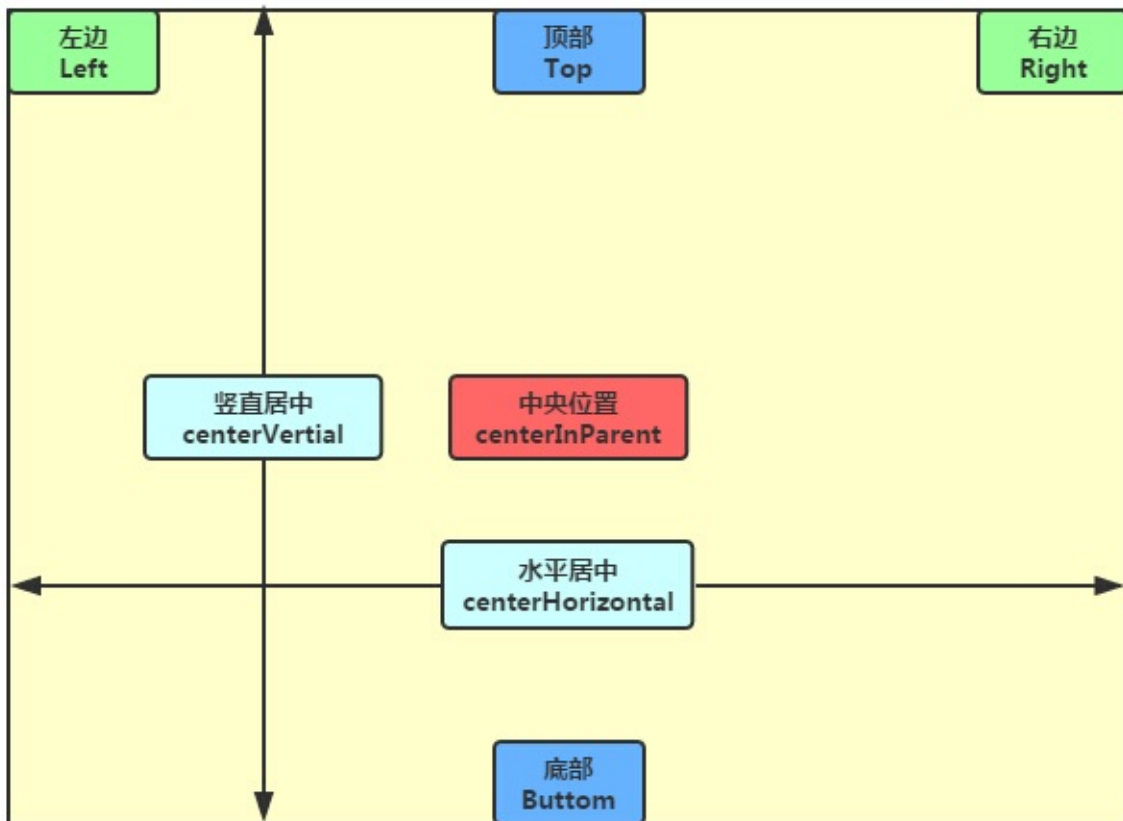 左边
Left
顶部
Top
右边
Right
竖直居中
centerVertial
中央位置
centerInParent
水平居中
centerHorizontal
底部
Buttom